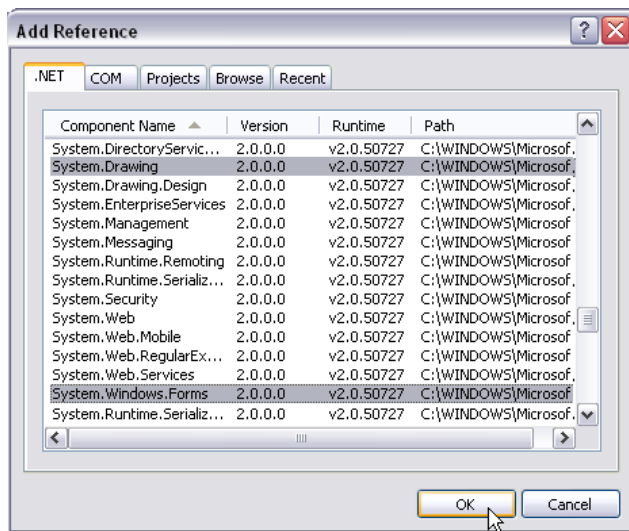 Add Reference
.NET COM Projects Browse Recent
Component Name Version Runtime Path
System.DirectoryServic... 2.0.0.0 v2.0.50727 C:\WINDOWS\Microsof.
System.Drawing 2.0.0.0 v2.0.50727 C:\WINDOWS\Microsof.
System.Drawing.Design 2.0.0.0 v2.0.50727 C:\WINDOWS\Microsof.
System.EnterpriseServices 2.0.0.0 v2.0.50727 C:\WINDOWS\Microsof.
System.Management 2.0.0.0 v2.0.50727 C:\WINDOWS\Microsof
System.Messaging 2.0.0.0 v2.0.50727 C:\WINDOWS\Microsof
System.Runtime.Remoting 2.0.0.0 v2.0.50727 C:\WINDOWS\Microsof
System.Runtime.Serializ... 2.0.0.0 v2.0.50727 C:\WINDOWS\Microsof.
System.Security 2.0.0.0 v2.0.50727 C:\WINDOWS\Microsof
System.Web 2.0.0.0 v2.0.50727 C:\WINDOWS\Microsof.
System.Web.Mobile 2.0.0.0 v2.0.50727 C:\WINDOWS\Microsof
System.Web.RegularEx... 2.0.0.0 v2.0.50727 C:\WINDOWS\Microsof
System.Web.Services 2.0.0.0 v2.0.50727 C:\WINDOWS\Microsof
System.Windows.Forms 2.0.0.0 v2.0.50727 C:\WINDOWS\Microsof
System.Runtime.Serializ... 2.0.0.0 v2.0.50727 C:\WINDOWS\Microsof.
OK Cancel